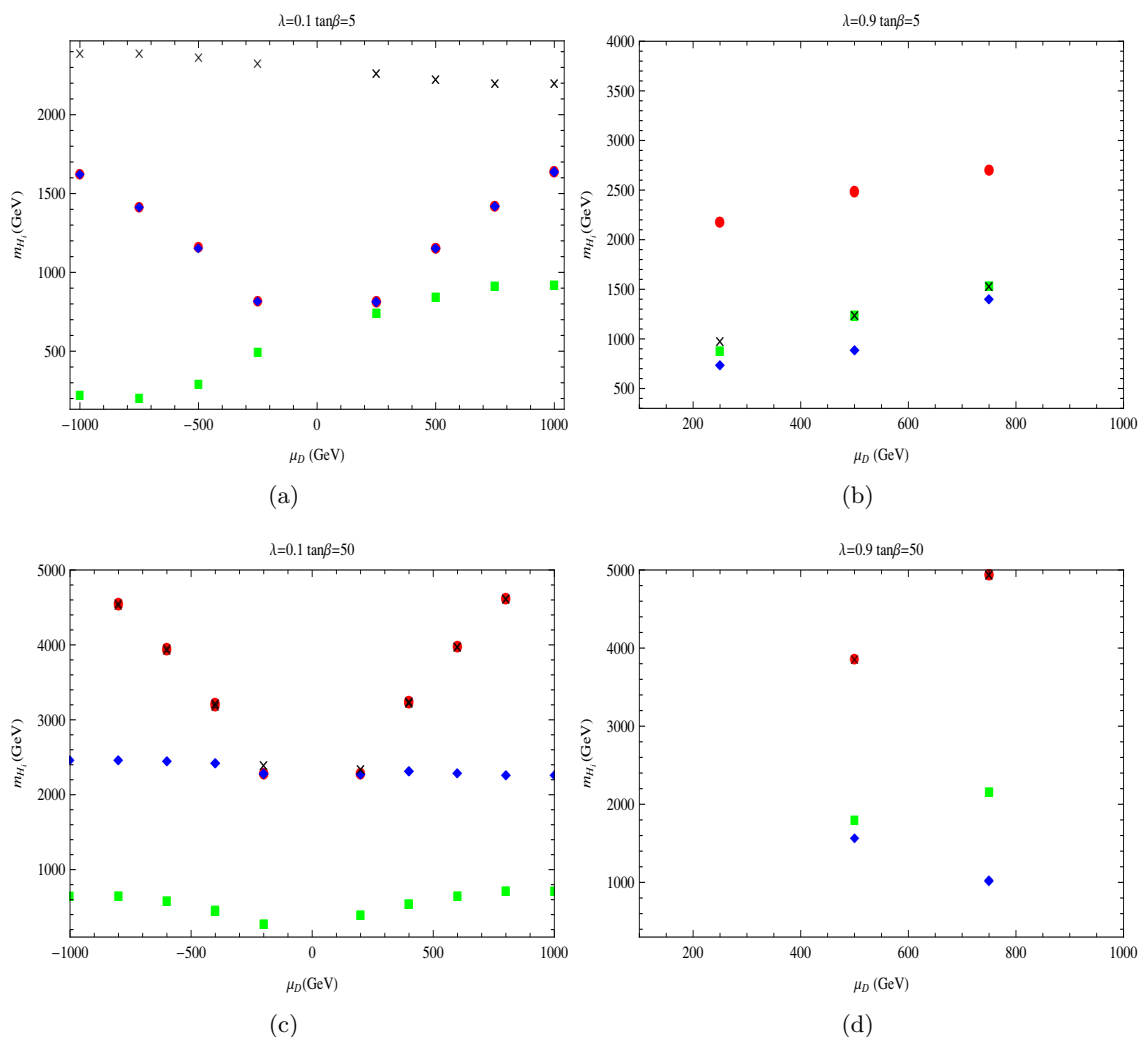 λ=0.1 tanβ=5
m_{H_i}(GeV)
2000
1500
1000
500
−1000
−500
0
500
1000
μ_D (GeV)
(a)
λ=0.9 tanβ=5
m_{H_i}(GeV)
4000
3500
3000
2500
2000
1500
1000
500
200
400
600
800
1000
μ_D (GeV)
(b)
λ=0.1 tanβ=50
m_{H_i}(GeV)
5000
4000
3000
2000
1000
−1000
−500
0
500
1000
μ_D(GeV)
(c)
λ=0.9 tanβ=50
m_{H_i}(GeV)
5000
4000
3000
2000
1000
200
400
600
800
1000
μ_D (GeV)
(d)